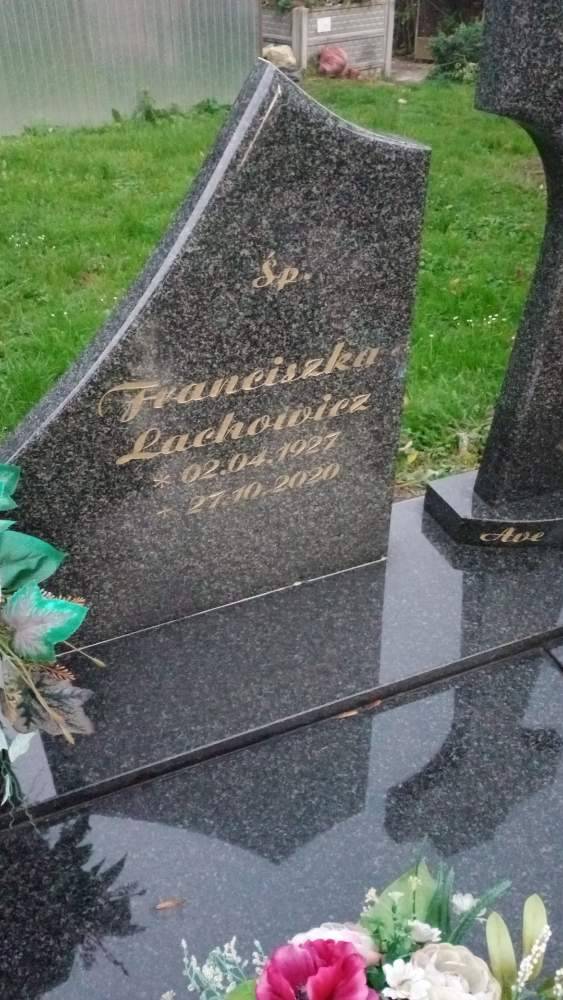 Śp.
Franciszka
Lachowicz
* 02.04.1927
+ 27.10.2020
Ave